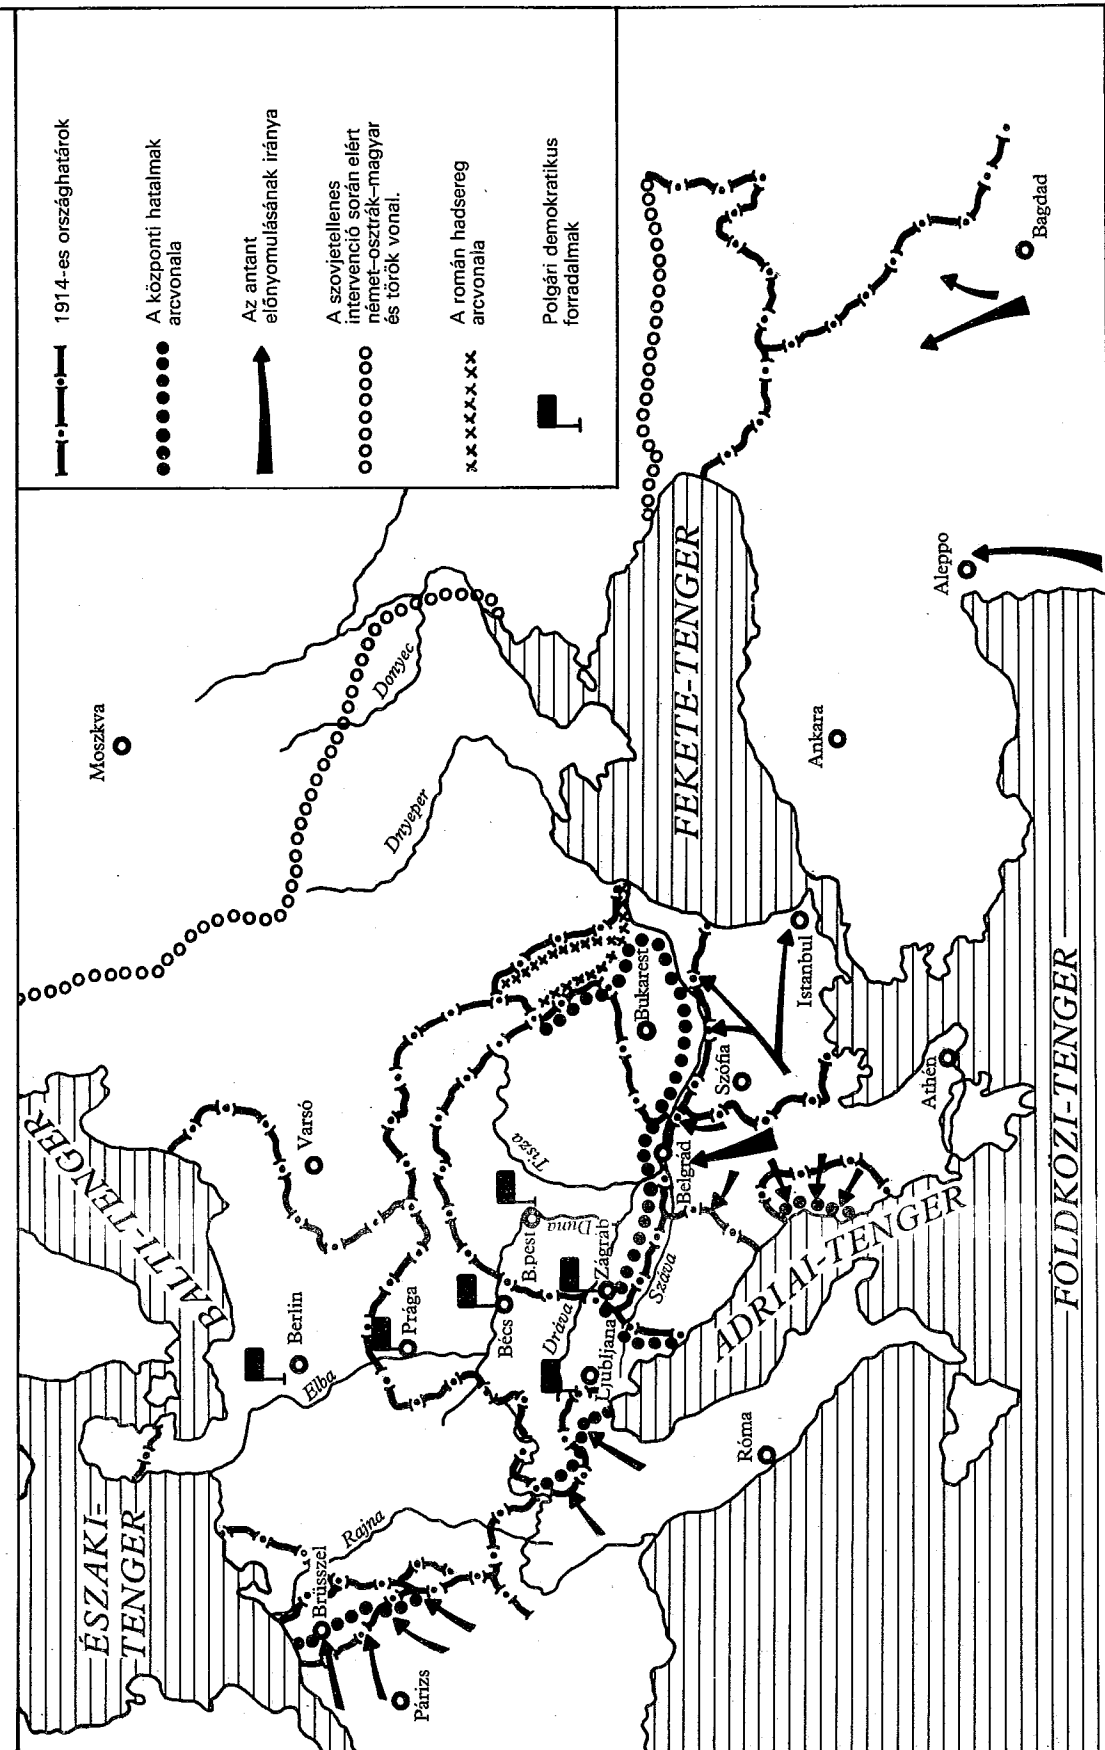 1914-es országhatárok
A központi hatalmak
arcvonala
Az antant
előnyomulásának iránya
A szovjetellenes
intervenció során elért
német–osztrák–magyar
és török vonal.
A román hadsereg
arcvonala
Polgári demokratikus
forradalmak
ÉSZAKI-
TENGER
BALTI-TENGER
Moszkva
Berlin
Varsó
Elba
Prága
Rajna
Brüsszel
Párizs
Donyec
Dnyeper
Bécs
B.pest
Duna
Tisza
Dráva
Zágráb
Ljubljana
Száva
Belgrád
Bukarest
Szófia
FEKETE-TENGER
Istanbul
Ankara
Aleppo
Bagdad
Athén
Róma
ADRIAI-TENGER
FÖLDKÖZI-TENGER